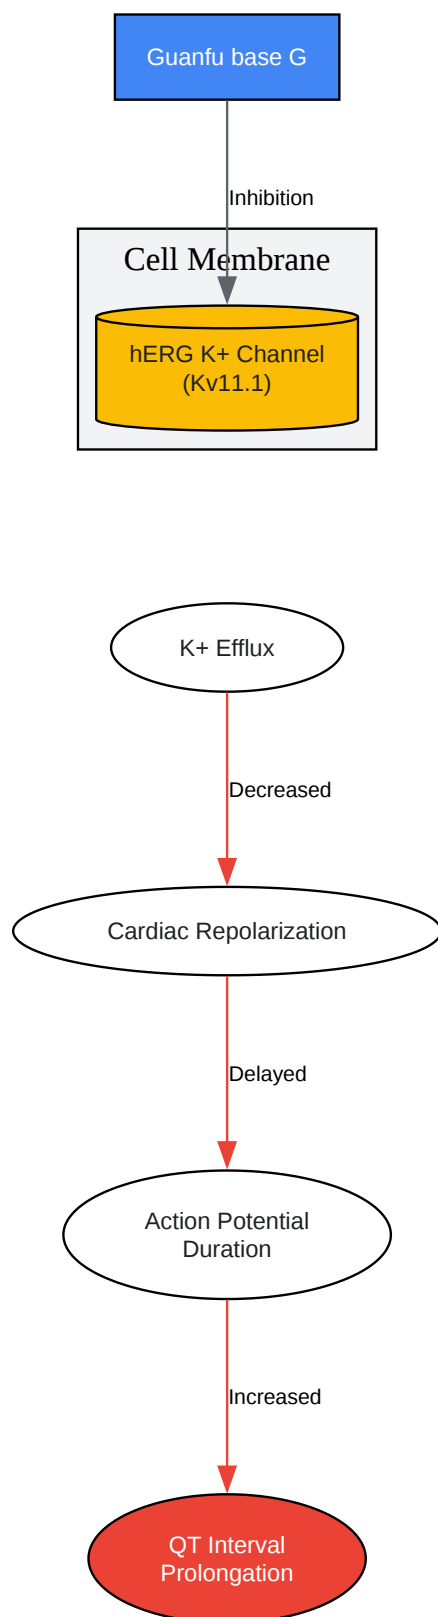 Guanfu base G
Inhibition
Cell Membrane
hERG K+ Channel
(Kv11.1)
K+ Efflux
Decreased
Cardiac Repolarization
Delayed
Action Potential
Duration
Increased
QT Interval
Prolongation